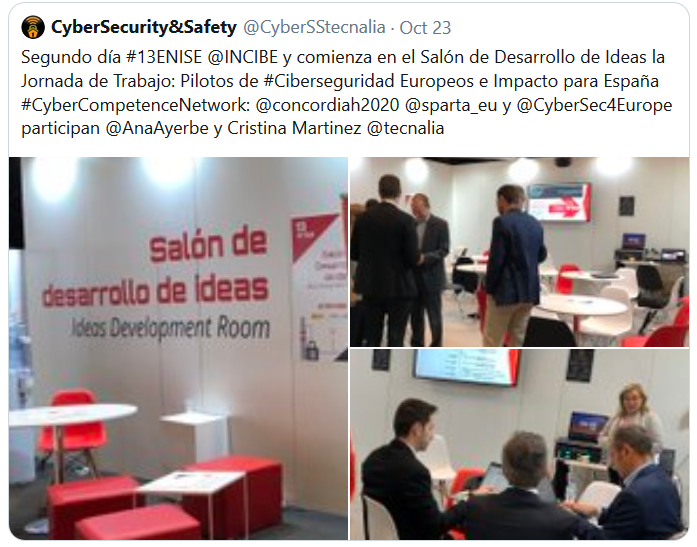 CyberSecurity&Safety @CyberSStecnalia · Oct 23
Segundo día #13ENISE @INCIBE y comienza en el Salón de Desarrollo de Ideas la
Jornada de Trabajo: Pilotos de #Ciberseguridad Europeos e Impacto para España
#CyberCompetenceNetwork: @concordiah2020 @sparta_eu y @CyberSec4Europe
participan @AnaAyerbe y Cristina Martinez @tecnalia
Salón de
desarrollo de ideas
Ideas Development Room